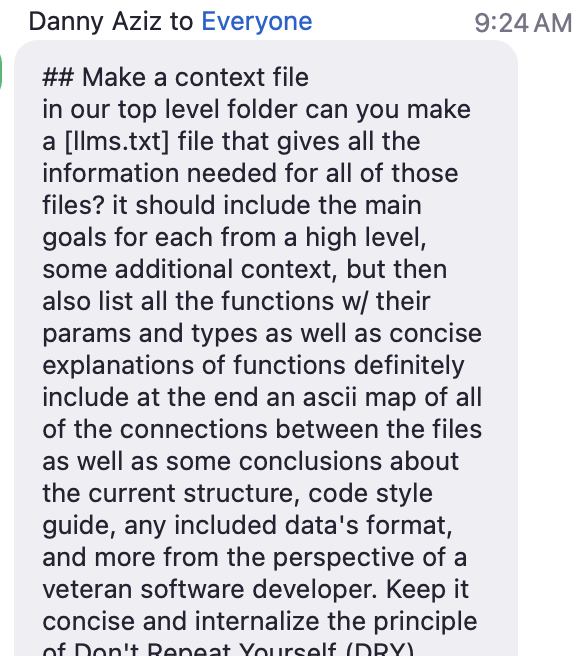 Danny Aziz to Everyone 9:24 AM
## Make a context file
in our top level folder can you make
a [llms.txt] file that gives all the
information needed for all of those
files? it should include the main
goals for each from a high level,
some additional context, but then
also list all the functions w/ their
params and types as well as concise
explanations of functions definitely
include at the end an ascii map of all
of the connections between the files
as well as some conclusions about
the current structure, code style
guide, any included data's format,
and more from the perspective of a
veteran software developer. Keep it
concise and internalize the principle
of Don't Repeat Yourself (DRY)